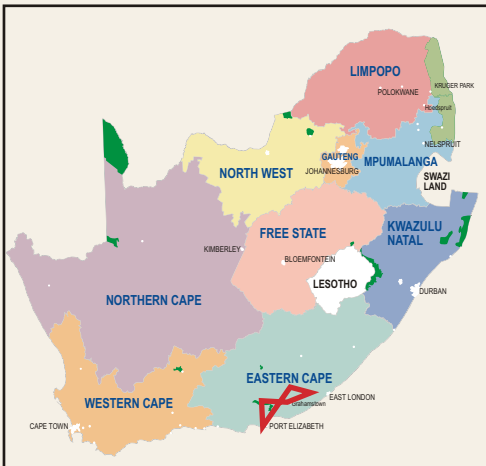 LIMPOPO
POLOKWANE
KRUGER PARK
Hoedspruit
NELSPRUIT
GAUTENG
MPUMALANGA
NORTH WEST
JOHANNESBURG
SWAZI
LAND
FREE STATE
KWAZULU
NATAL
KIMBERLEY
BLOEMFONTEIN
LESOTHO
DURBAN
NORTHERN CAPE
EASTERN CAPE
WESTERN CAPE
Grahamstown
EAST LONDON
CAPE TOWN
PORT ELIZABETH